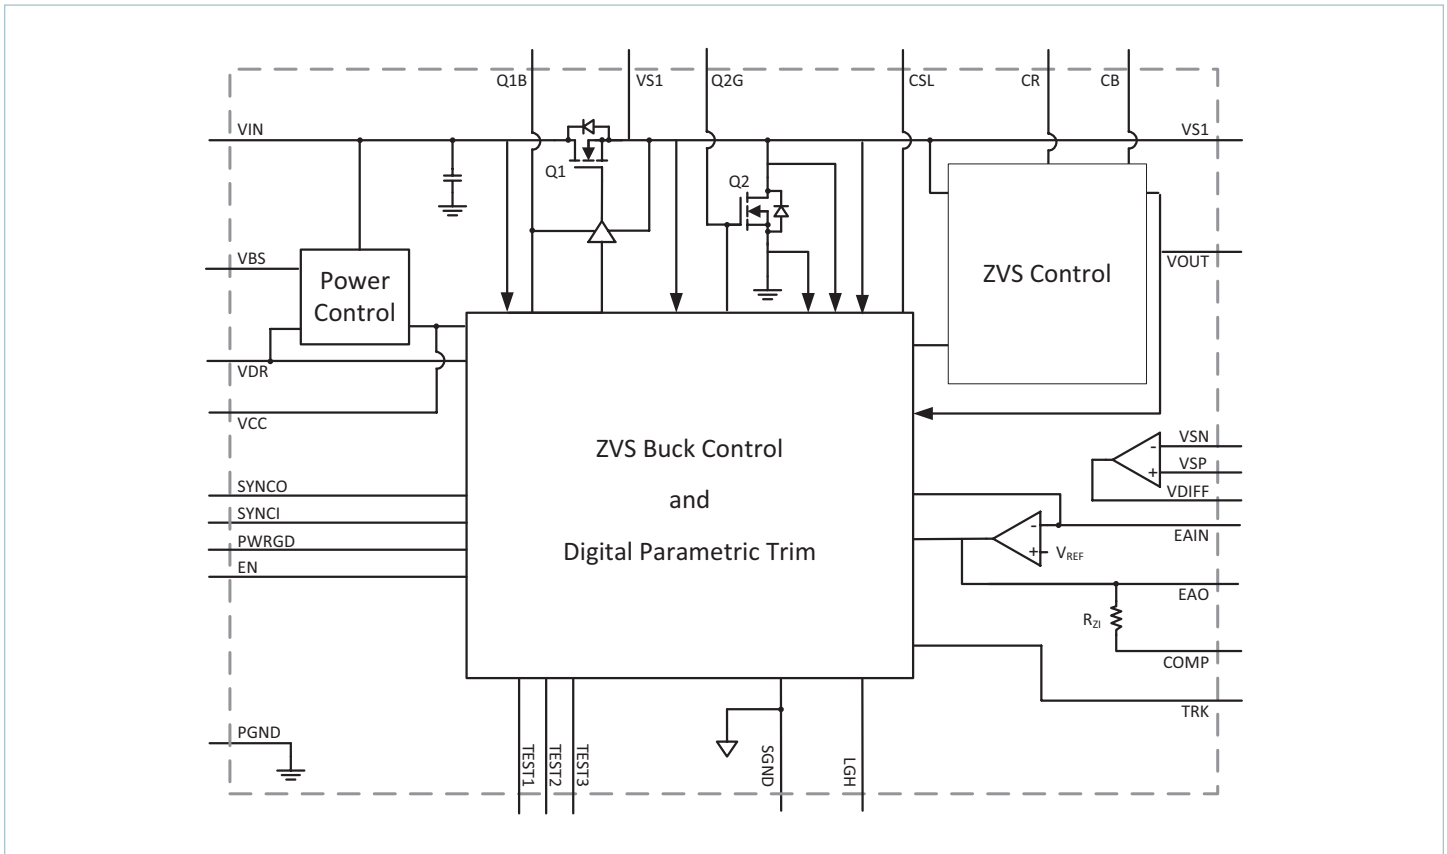 Q1B
VS1
Q2G
CSL
CR
CB
VIN
VS1
Q1
Q2
VBS
Power
Control
ZVS Control
VOUT
VDR
VCC
ZVS Buck Control
and
Digital Parametric Trim
VSN
-
VSP
+
VDIFF
SYNCO
SYNCI
PWRGD
EN
EAIN
-
+
VREF
EAO
RZI
COMP
TRK
PGND
TEST1
TEST2
TEST3
SGND
LGH